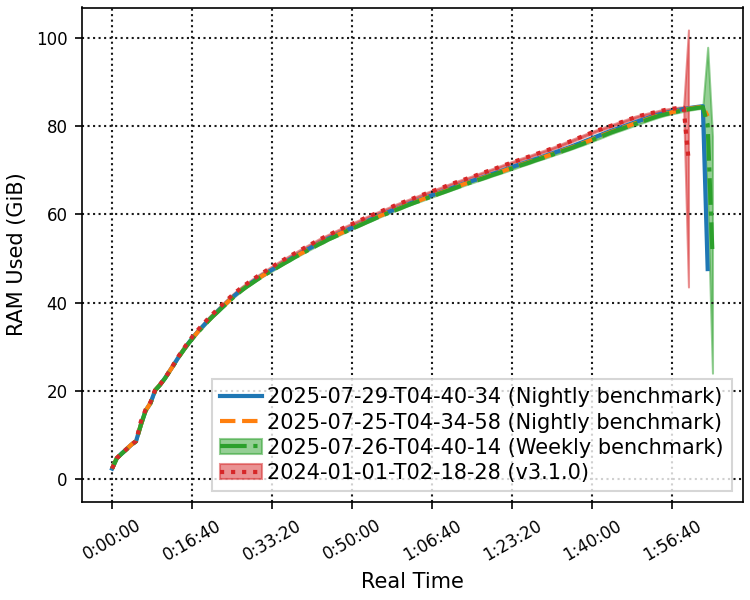 100
80
60
40
20
0
RAM Used (GiB)
2025-07-29-T04-40-34 (Nightly benchmark)
2025-07-25-T04-34-58 (Nightly benchmark)
2025-07-26-T04-40-14 (Weekly benchmark)
2024-01-01-T02-18-28 (v3.1.0)
0:00:00
0:16:40
0:33:20
0:50:00
1:06:40
1:23:20
1:40:00
1:56:40
Real Time